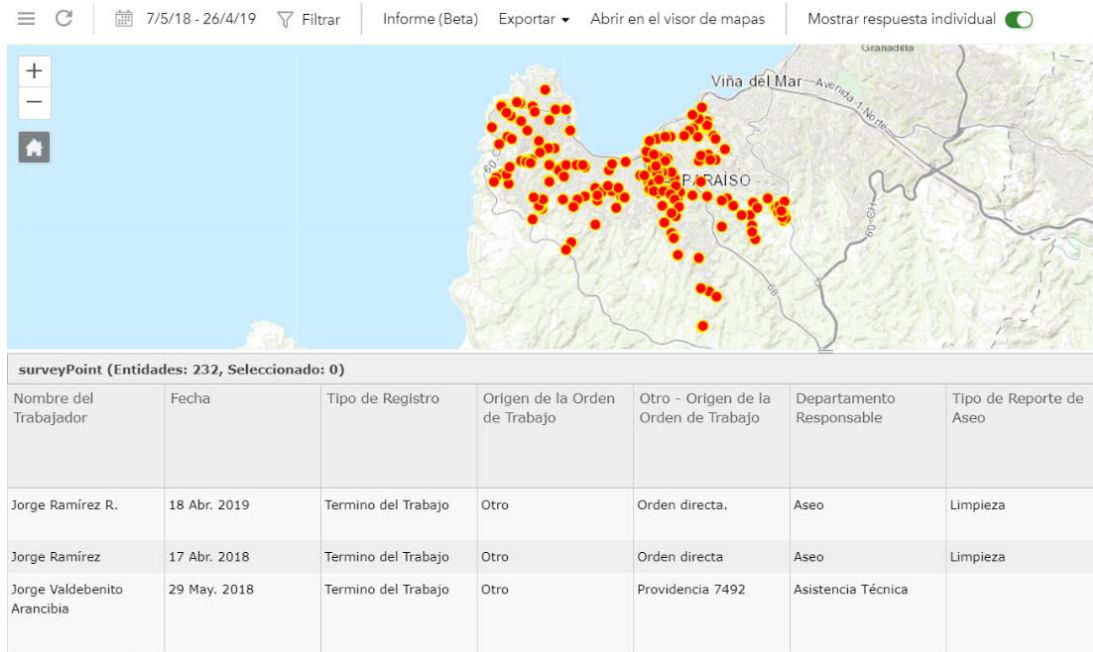 7/5/18 - 26/4/19 Filtrar Informe (Beta) Exportar Abrir en el visor de mapas Mostrar respuesta individual
+
−
Granadilla
Viña del Mar
Avenida-1-Norte
60-CH
PARAÍSO
60-CH
68
surveyPoint (Entidades: 232, Seleccionado: 0)
Nombre del Fecha Tipo de Registro Origen de la Orden Otro - Origen de la Departamento Tipo de Reporte de
Trabajador de Trabajo Orden de Trabajo Responsable Aseo
Jorge Ramírez R. 18 Abr. 2019 Termino del Trabajo Otro Orden directa. Aseo Limpieza
Jorge Ramírez 17 Abr. 2018 Termino del Trabajo Otro Orden directa Aseo Limpieza
Jorge Valdebenito 29 May. 2018 Termino del Trabajo Otro Providencia 7492 Asistencia Técnica
Arancibia